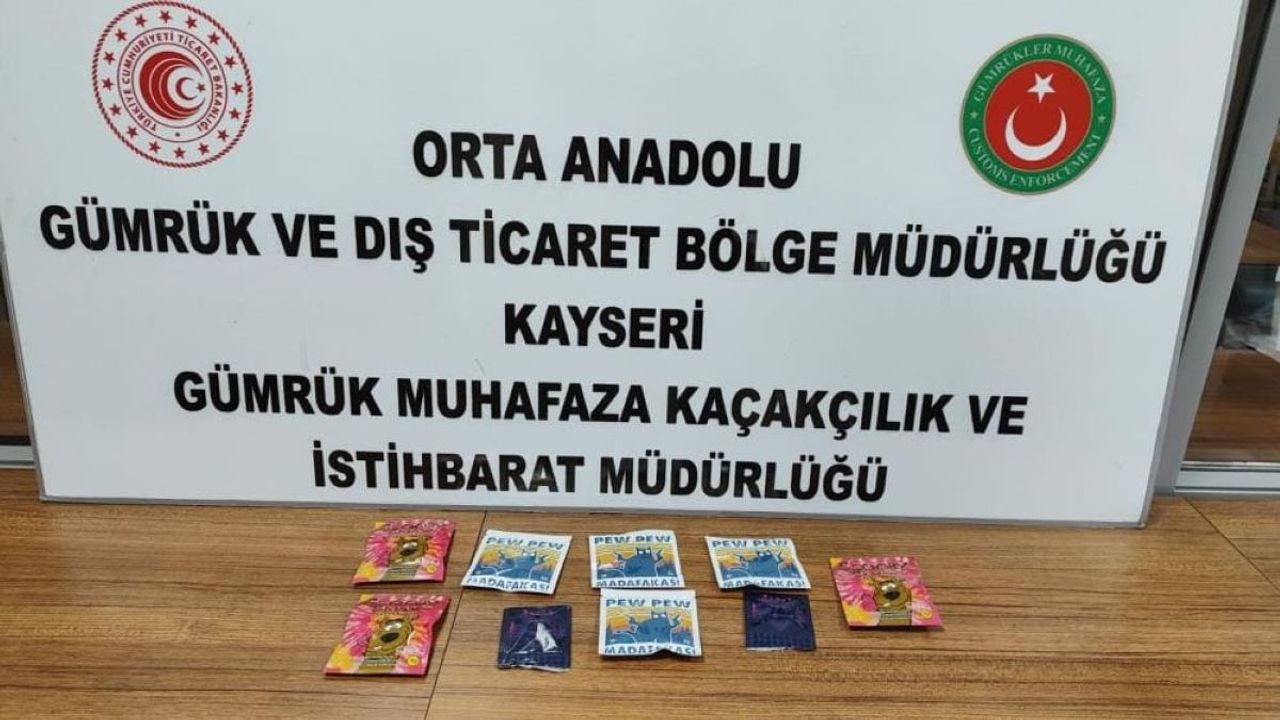 TÜRKİYE CUMHURİYETİ TİCARET BAKANLIĞI
GÜMRÜKLER MUHAFAZA
CUSTOMS ENFORCEMENT
ORTA ANADOLU
GÜMRÜK VE DIŞ TİCARET BÖLGE MÜDÜRLÜĞÜ
KAYSERİ
GÜMRÜK MUHAFAZA KAÇAKÇILIK VE
İSTİHBARAT MÜDÜRLÜĞÜ
PEW PEW
MADAFAKAS!
PEW PEW
MADAFAKAS!
PEW PEW
MADAFAKAS!
PEW PEW
MADAFAKAS!